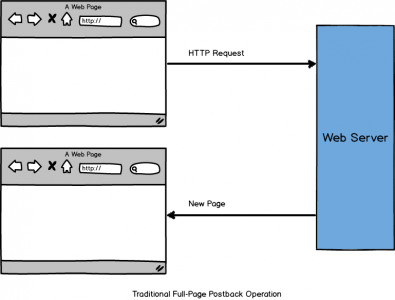 A Web Page
http://
HTTP Request
Web Server
A Web Page
http://
New Page
Traditional Full-Page Postback Operation